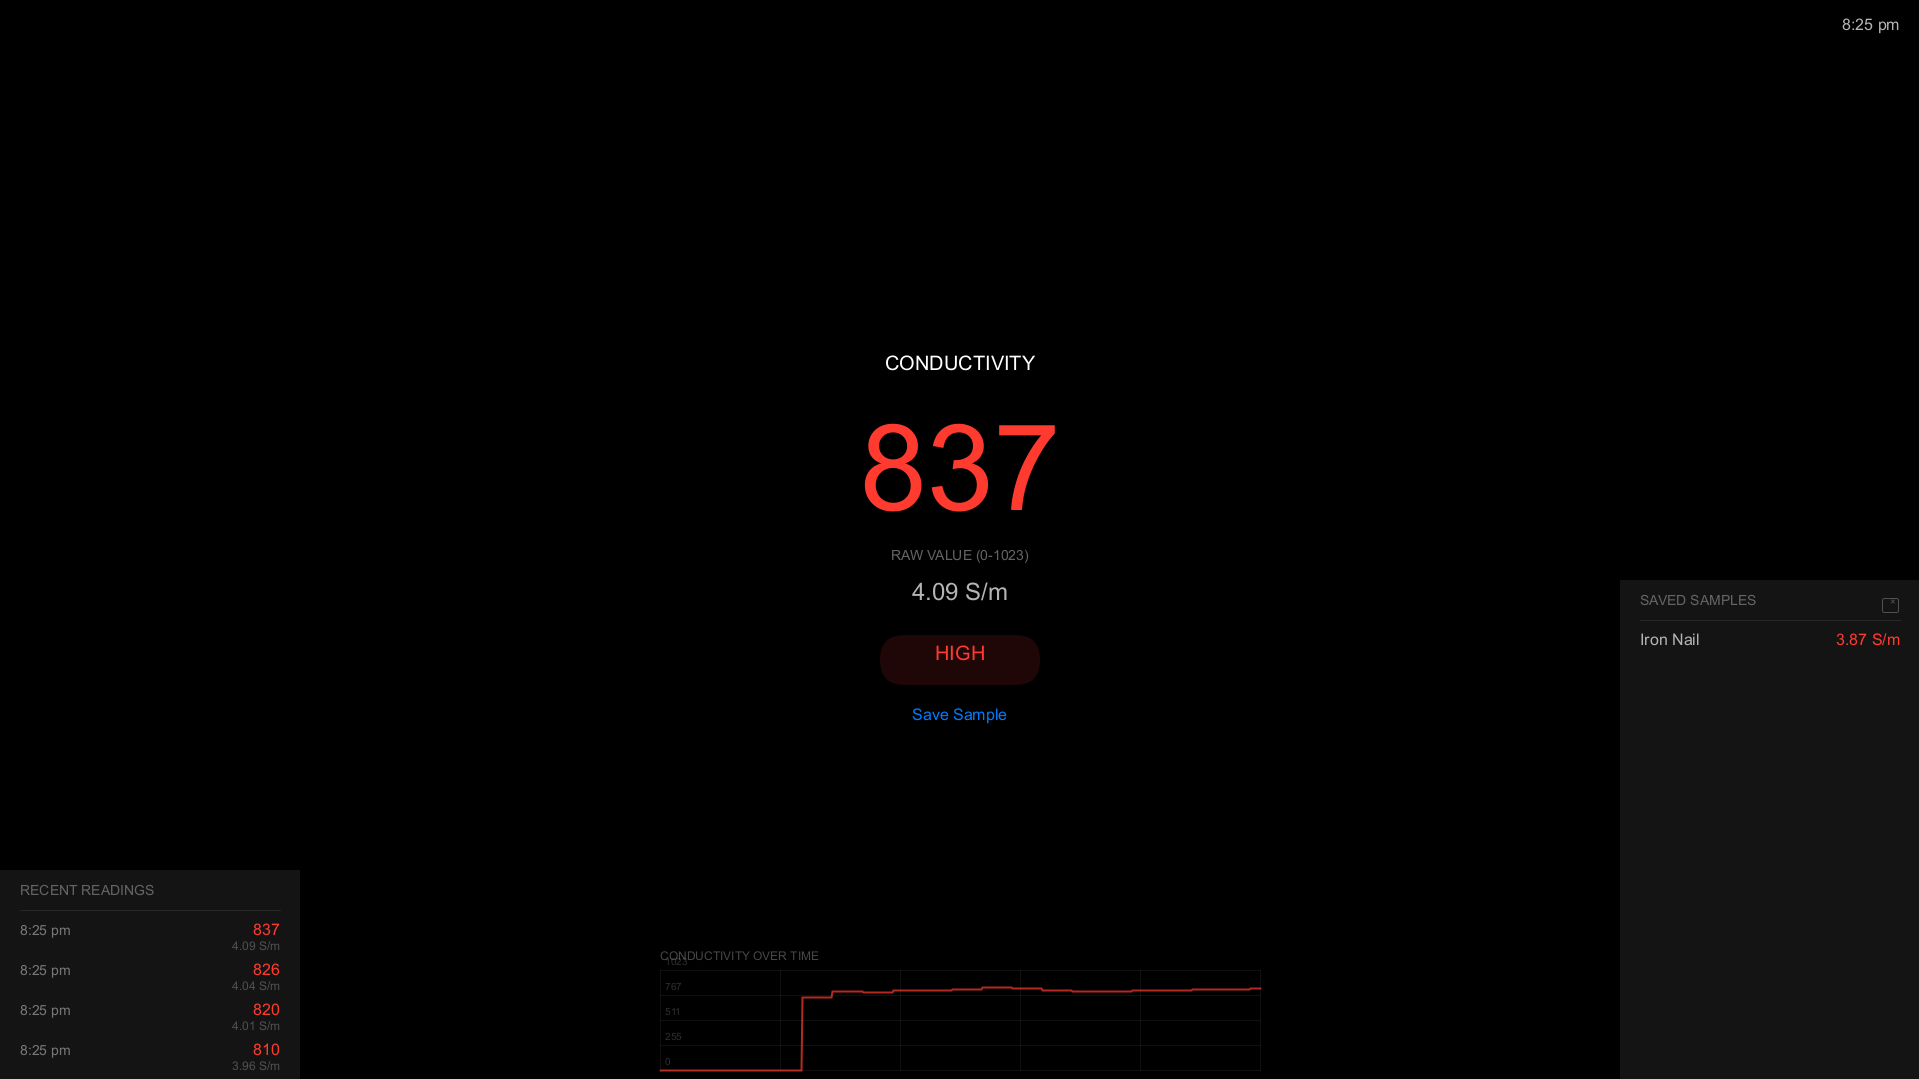 8:25 pm
CONDUCTIVITY
837
RAW VALUE (0-1023)
4.09 S/m
HIGH
Save Sample
SAVED SAMPLES
Iron Nail 3.87 S/m
RECENT READINGS
8:25 pm 837
4.09 S/m
8:25 pm 826
4.04 S/m
8:25 pm 820
4.01 S/m
8:25 pm 810
3.96 S/m
CONDUCTIVITY OVER TIME
1023
767
511
255
0